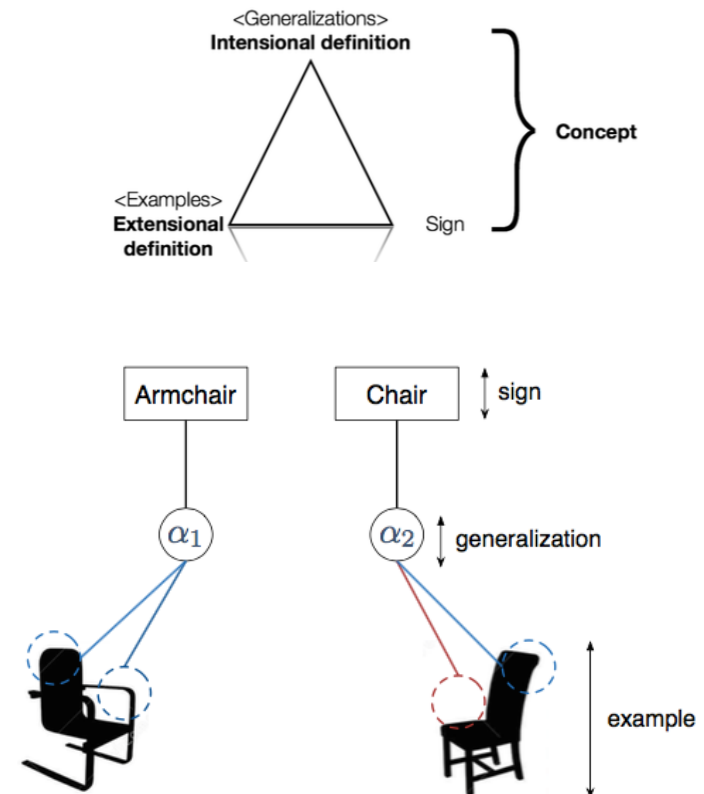 <Generalizations>
Intensional definition
Concept
<Examples>
Extensional
definition
Sign
Armchair
Chair
sign
α1
α2
generalization
example